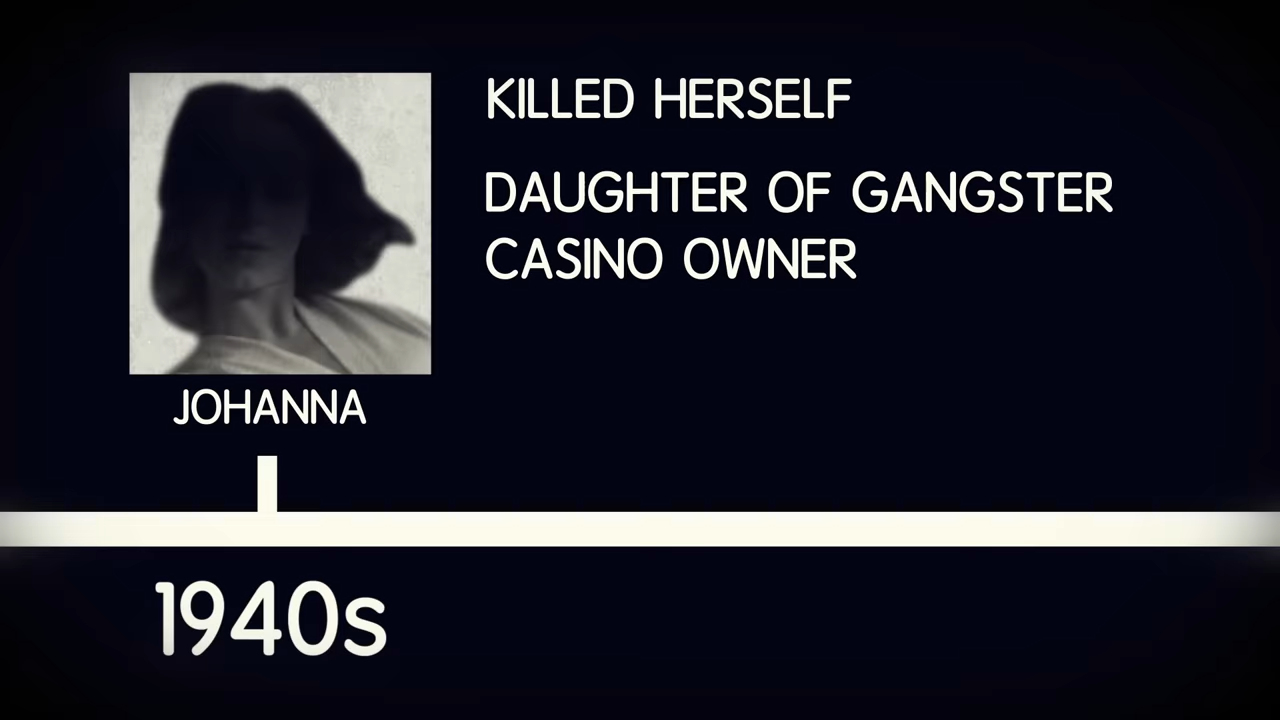 KILLED HERSELF
DAUGHTER OF GANGSTER
CASINO OWNER
JOHANNA
1940s